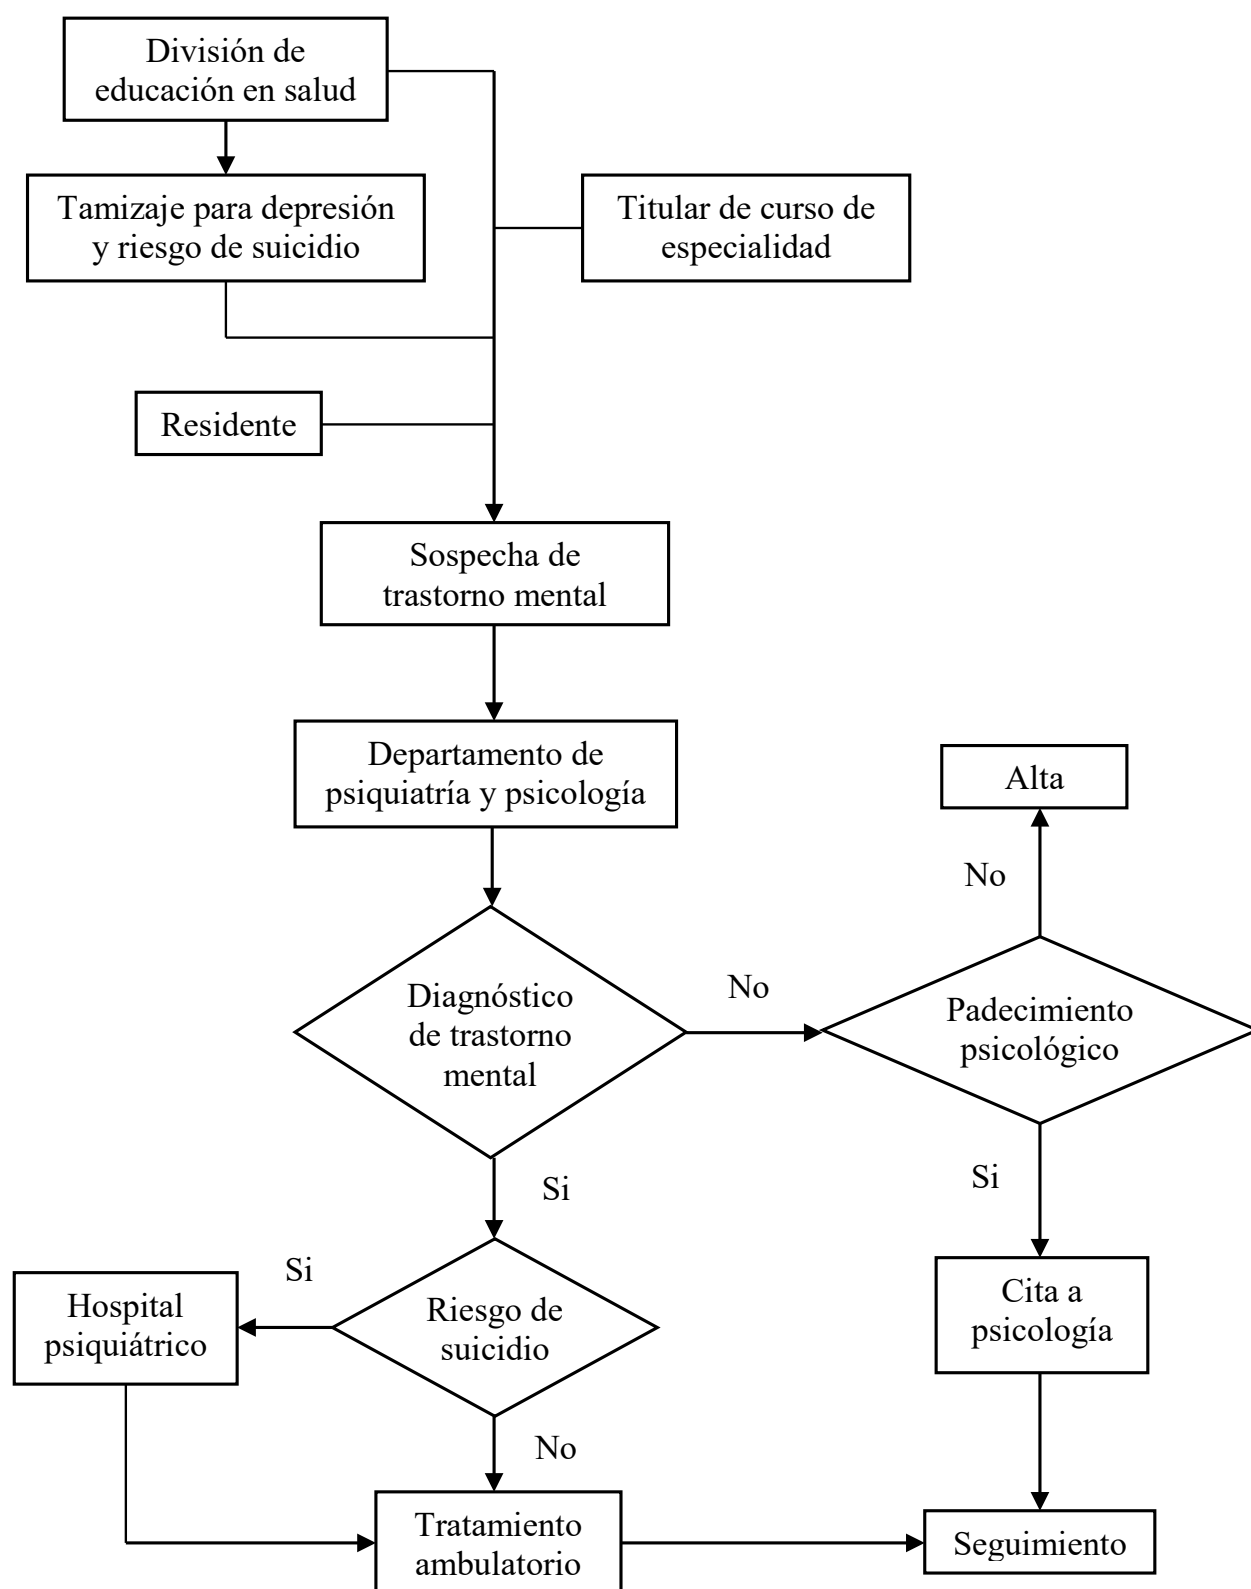 División de
educación en salud
Tamizaje para depresión
y riesgo de suicidio
Titular de curso de
especialidad
Residente
Sospecha de
trastorno mental
Departamento de
psiquiatría y psicología
Alta
No
Diagnóstico
de trastorno
mental
No
Padecimiento
psicológico
Si
Si
Si
Riesgo de
suicidio
Hospital
psiquiátrico
Cita a
psicología
No
Tratamiento
ambulatorio
Seguimiento